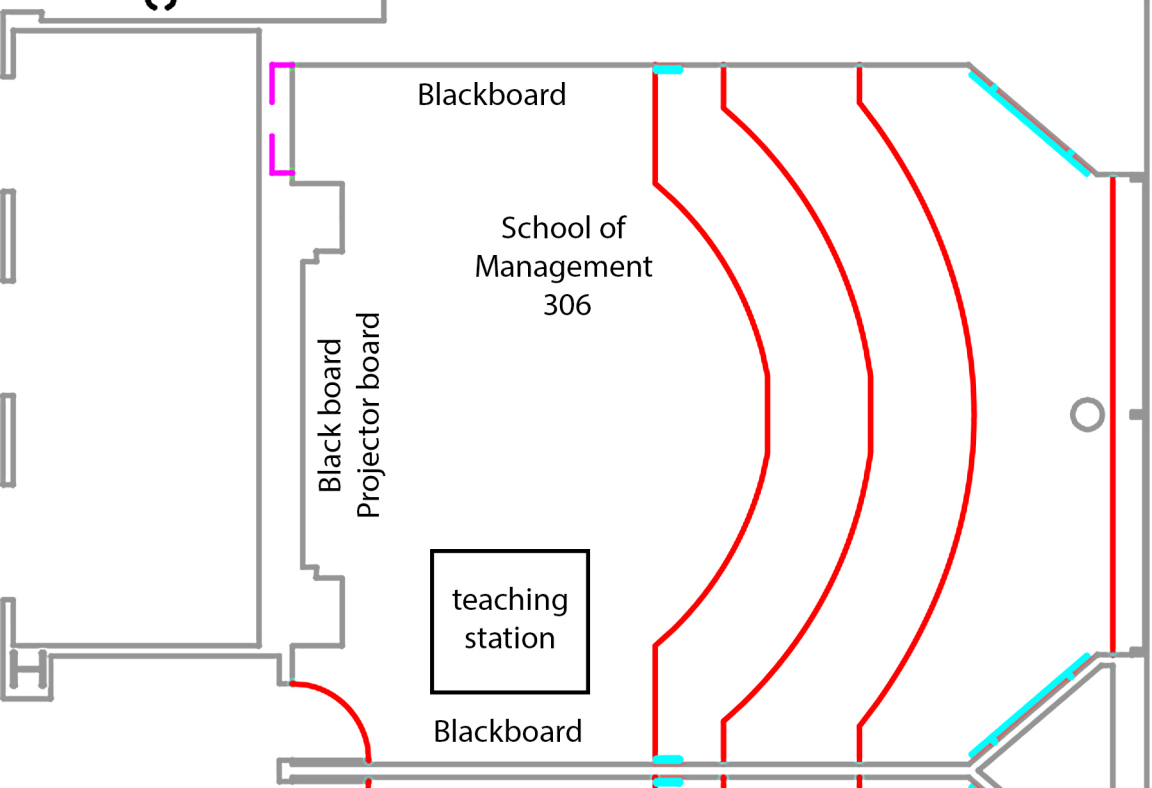 Blackboard
School of
Management
306
Black board
Projector board
teaching
station
Blackboard